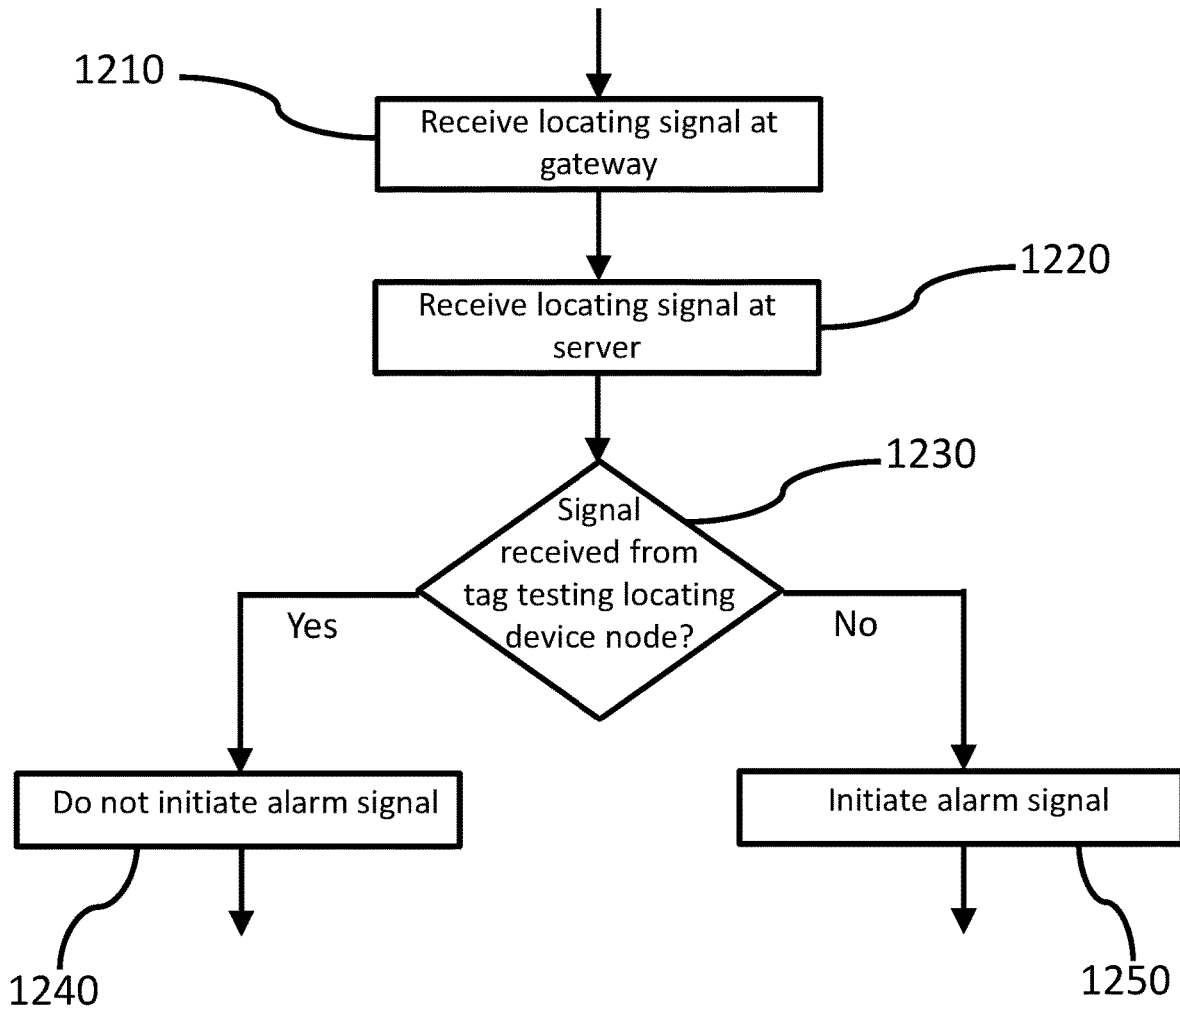 1210
Receive locating signal at
gateway
1220
Receive locating signal at
server
1230
Signal
received from
tag testing locating
device node?
Yes
No
Do not initiate alarm signal
Initiate alarm signal
1240
1250